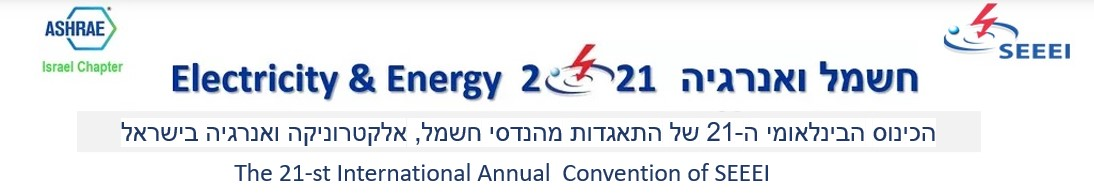 ASHRAE
Israel Chapter
SEEEI
Electricity & Energy 2021 חשמל ואנרגיה
הכינוס הבינלאומי ה-21 של התאגדות מהנדסי חשמל, אלקטרוניקה ואנרגיה בישראל
The 21-st International Annual Convention of SEEEI